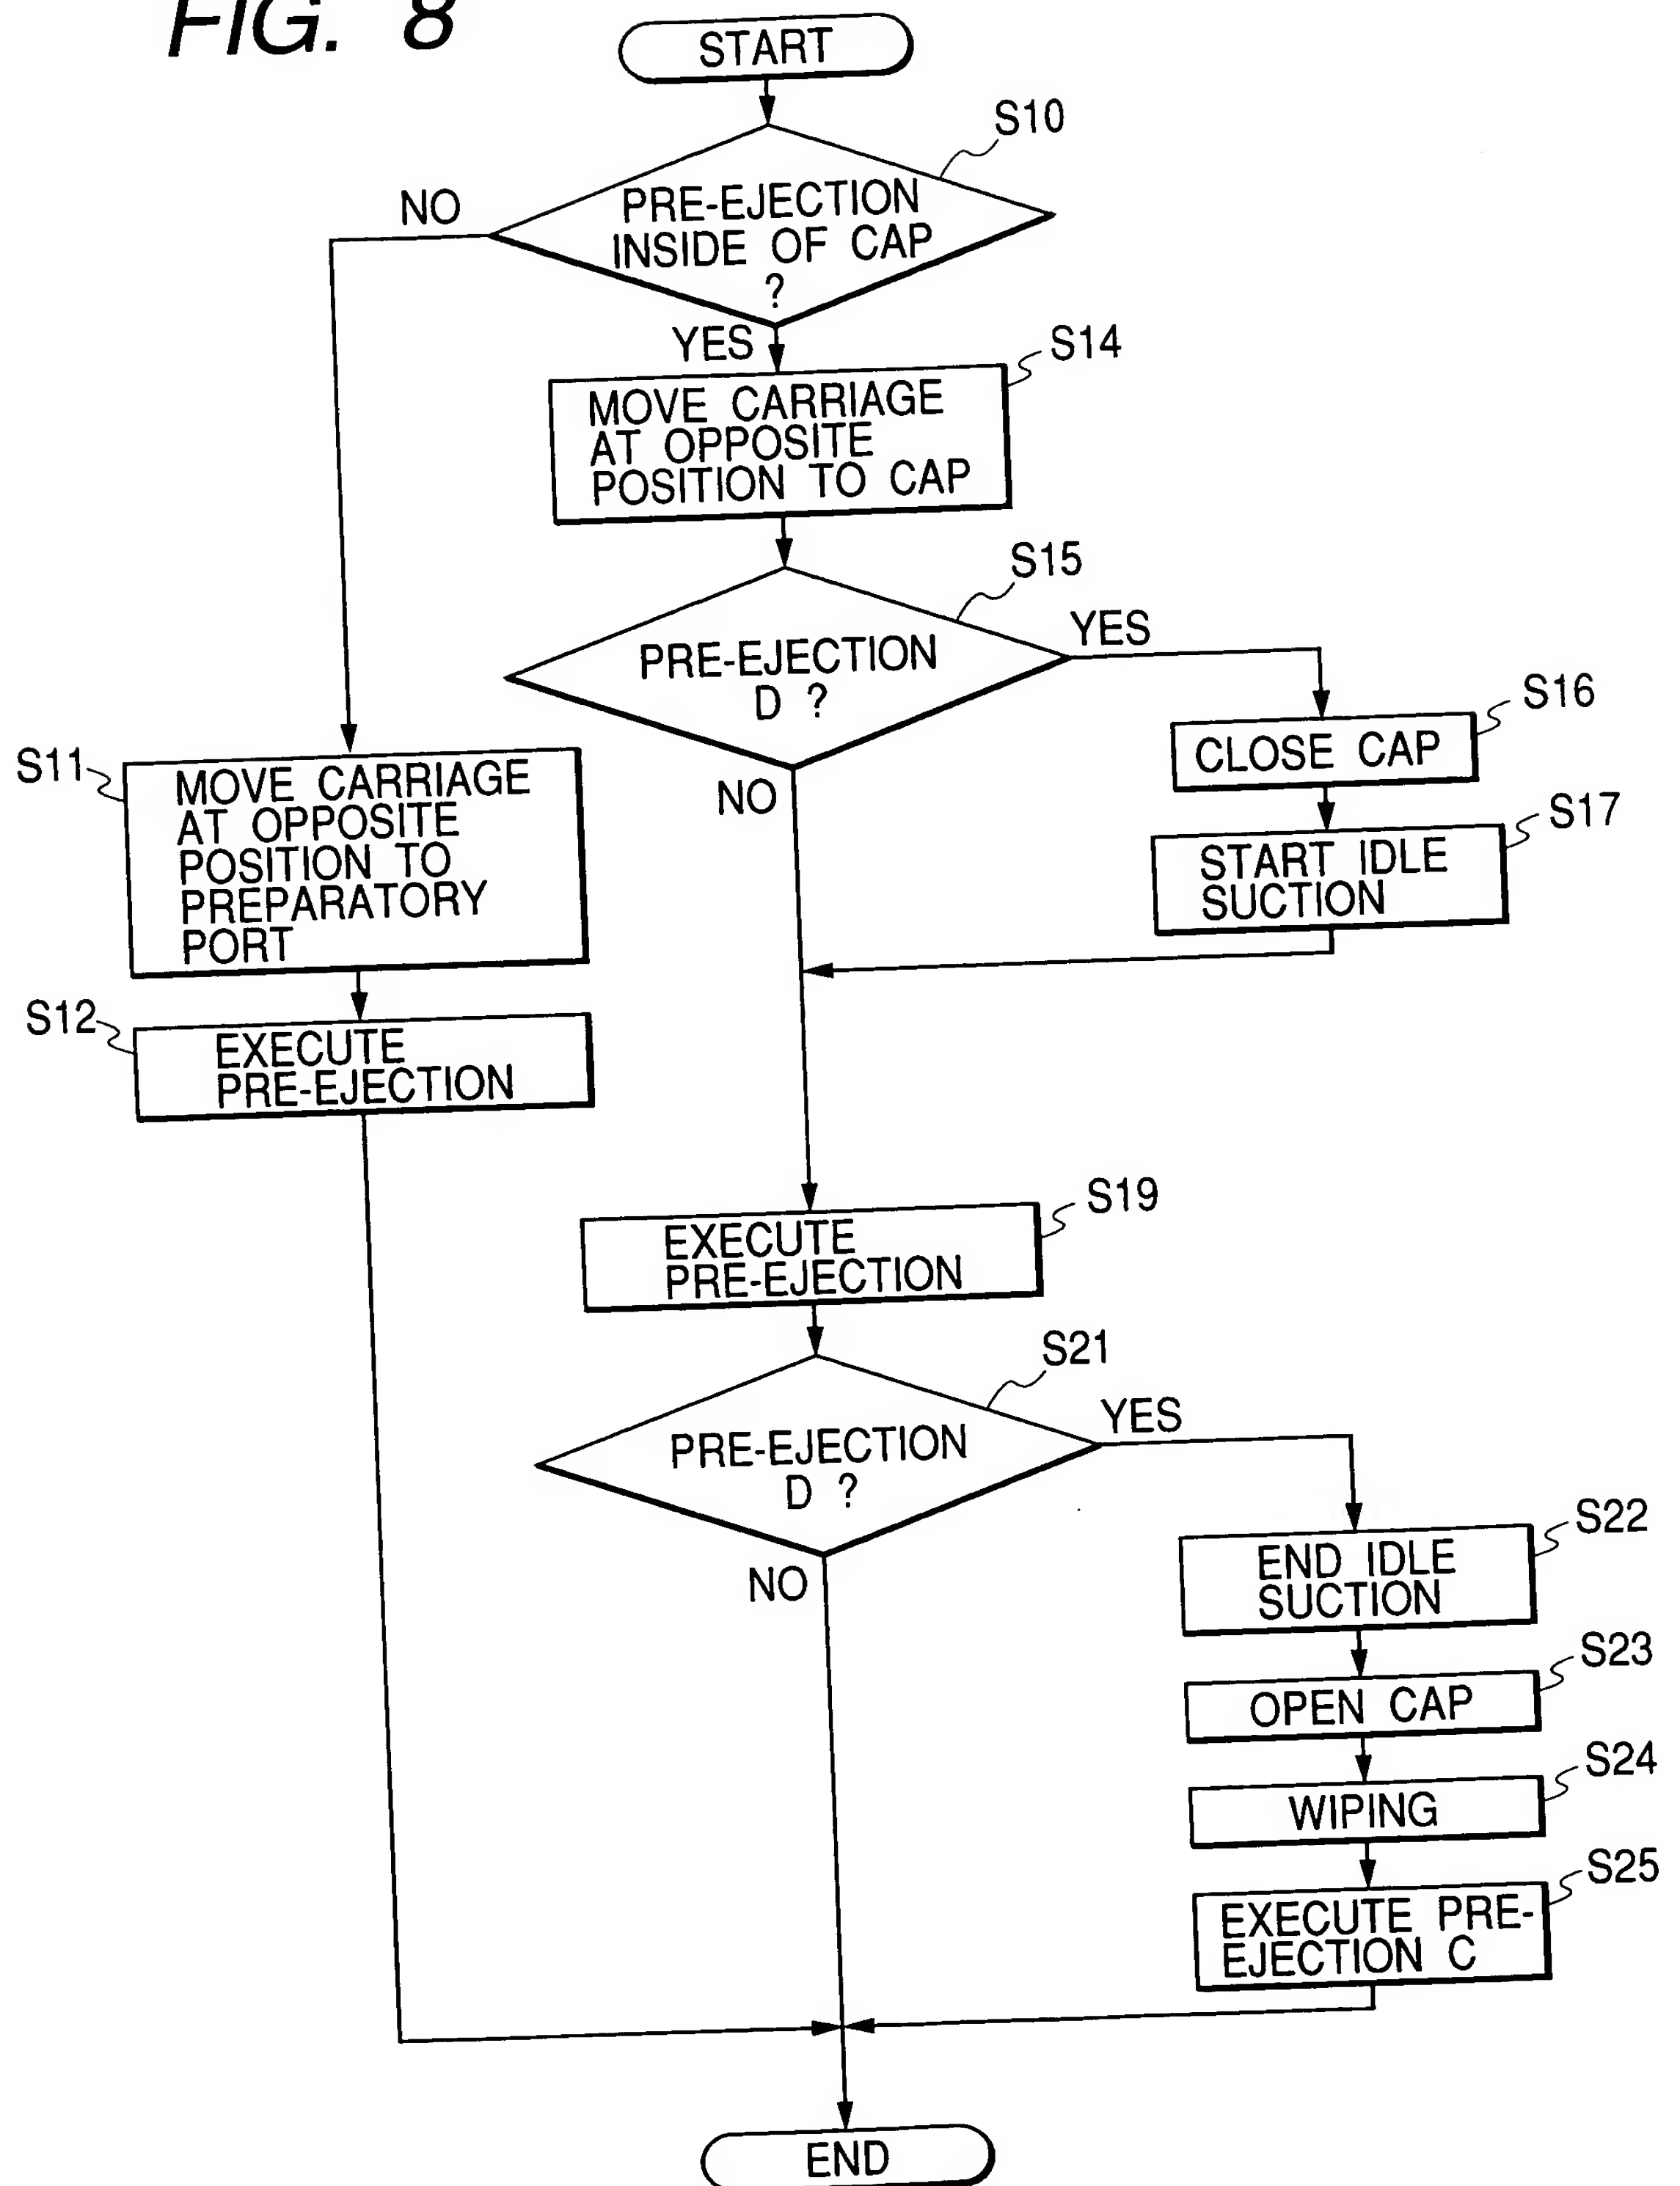 FIG. 8
START
S10
NO
PRE-EJECTION
INSIDE OF CAP
?
YES
S14
MOVE CARRIAGE
AT OPPOSITE
POSITION TO CAP
S15
YES
PRE-EJECTION
D ?
NO
S16
CLOSE CAP
S17
START IDLE
SUCTION
S11
MOVE CARRIAGE
AT OPPOSITE
POSITION TO
PREPARATORY
PORT
S12
EXECUTE
PRE-EJECTION
S19
EXECUTE
PRE-EJECTION
S21
YES
PRE-EJECTION
D ?
NO
S22
END IDLE
SUCTION
S23
OPEN CAP
S24
WIPING
S25
EXECUTE PRE-
EJECTION C
END